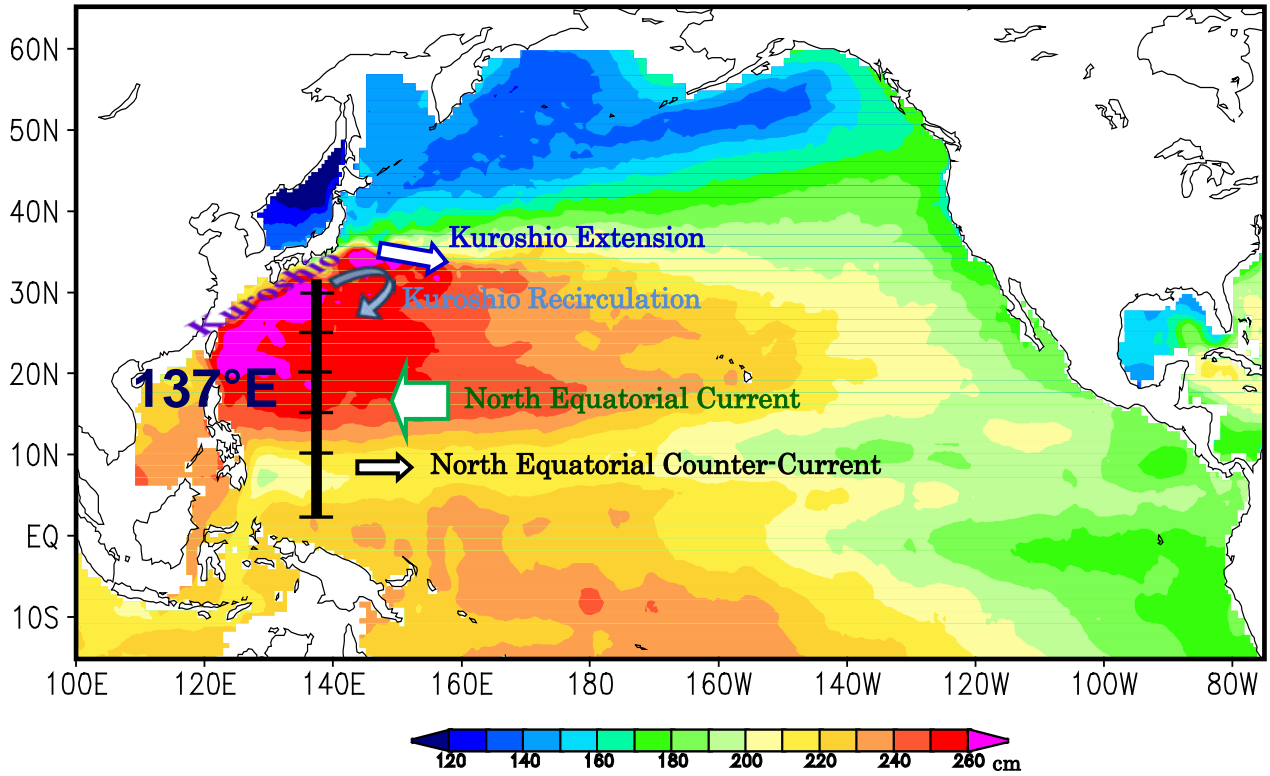 60N
50N
40N
30N
20N
10N
EQ
10S
Kuroshio Extension
Kuroshio
Kuroshio Recirculation
137°E
North Equatorial Current
North Equatorial Counter-Current
100E 120E 140E 160E 180 160W 140W 120W 100W 80W
120 140 160 180 200 220 240 260 cm